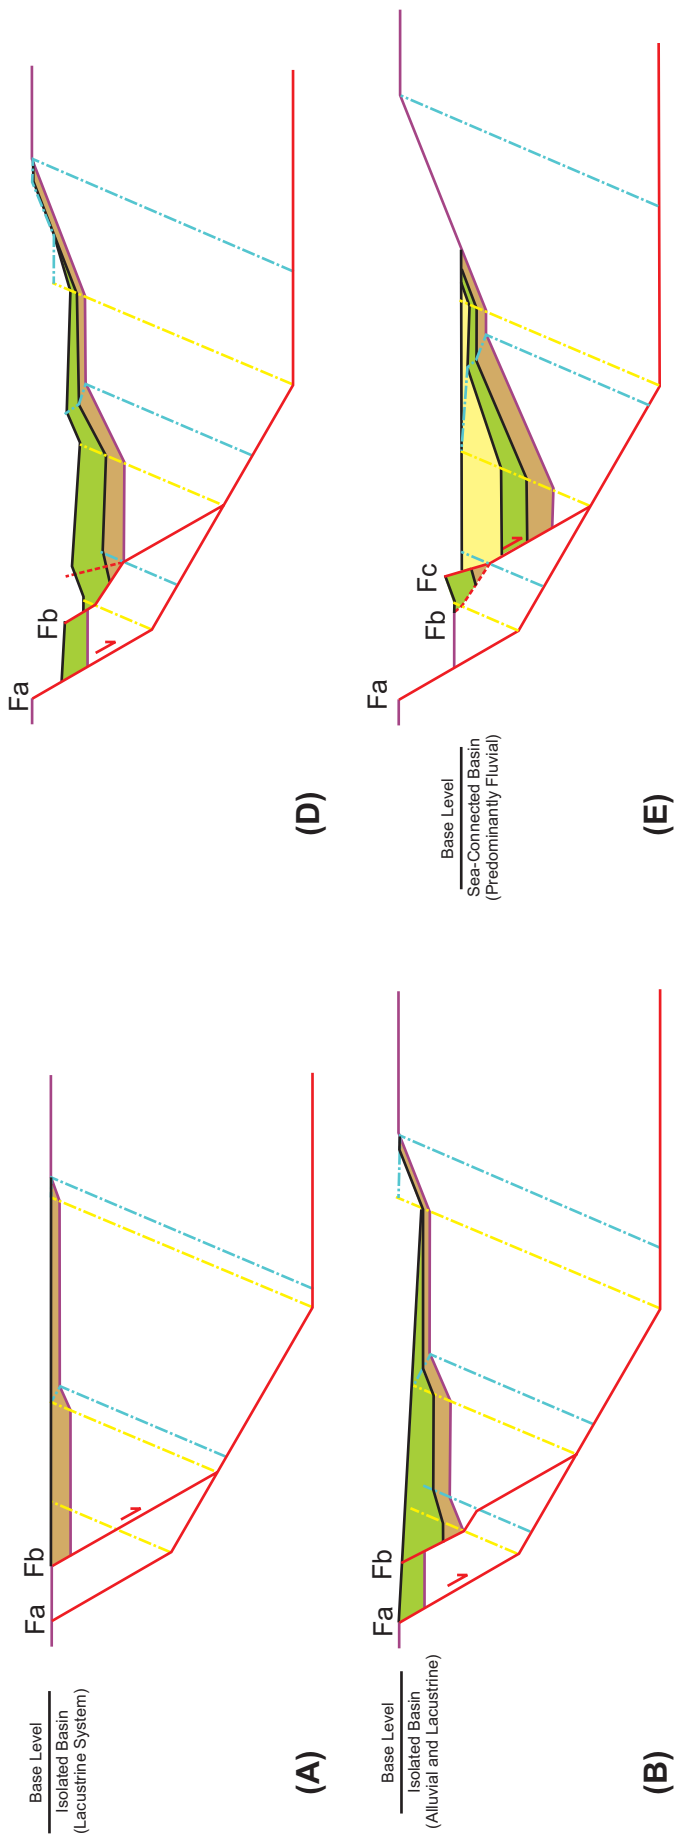 Fa
Fb
(D)
Fa
Fb
Fc
Base Level
Sea-Connected Basin
(Predominantly Fluvial)
(E)
Fa
Fb
Base Level
Isolated Basin
(Lacustrine System)
(A)
Fa
Fb
Base Level
Isolated Basin
(Alluvial and Lacustrine)
(B)